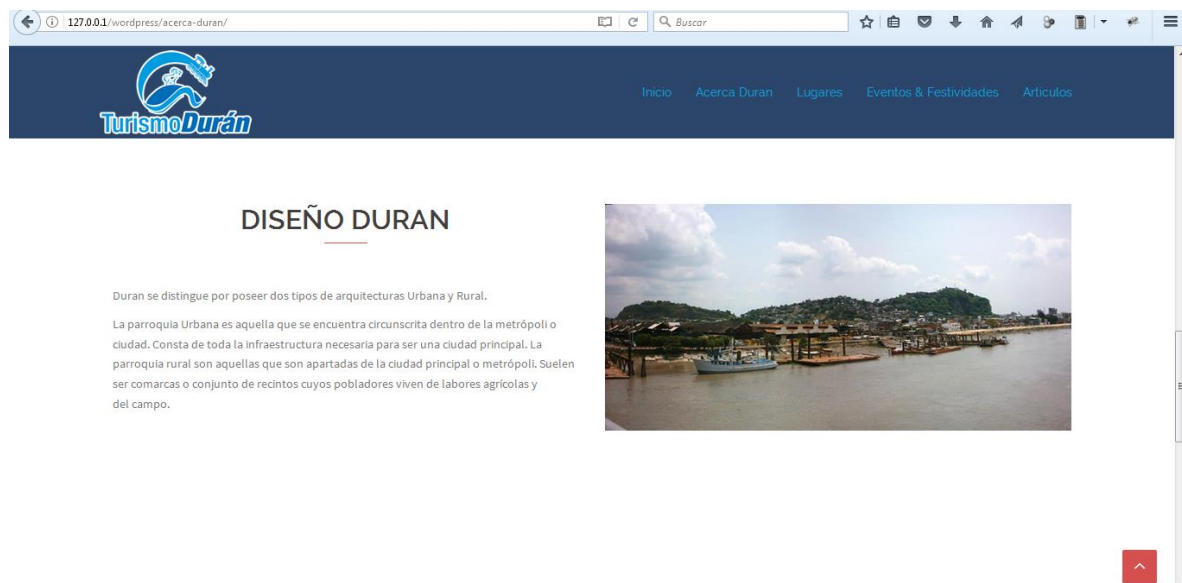 127.0.0.1/wordpress/acerca-duran/
Buscar
TurismoDurán
Inicio Acerca Duran Lugares Eventos & Festividades Articulos
DISEÑO DURAN
Duran se distingue por poseer dos tipos de arquitecturas Urbana y Rural.
La parroquia Urbana es aquella que se encuentra circunscrita dentro de la metrópoli o
ciudad. Consta de toda la infraestructura necesaria para ser una ciudad principal. La
parroquia rural son aquellas que son apartadas de la ciudad principal o metrópoli. Suelen
ser comarcas o conjunto de recintos cuyos pobladores viven de labores agrícolas y
del campo.